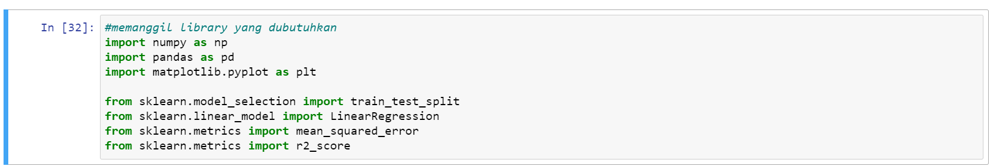 In [32]: #memanggil library yang dubutuhkan
import numpy as np
import pandas as pd
import matplotlib.pyplot as plt
from sklearn.model_selection import train_test_split
from sklearn.linear_model import LinearRegression
from sklearn.metrics import mean_squared_error
from sklearn.metrics import r2_score